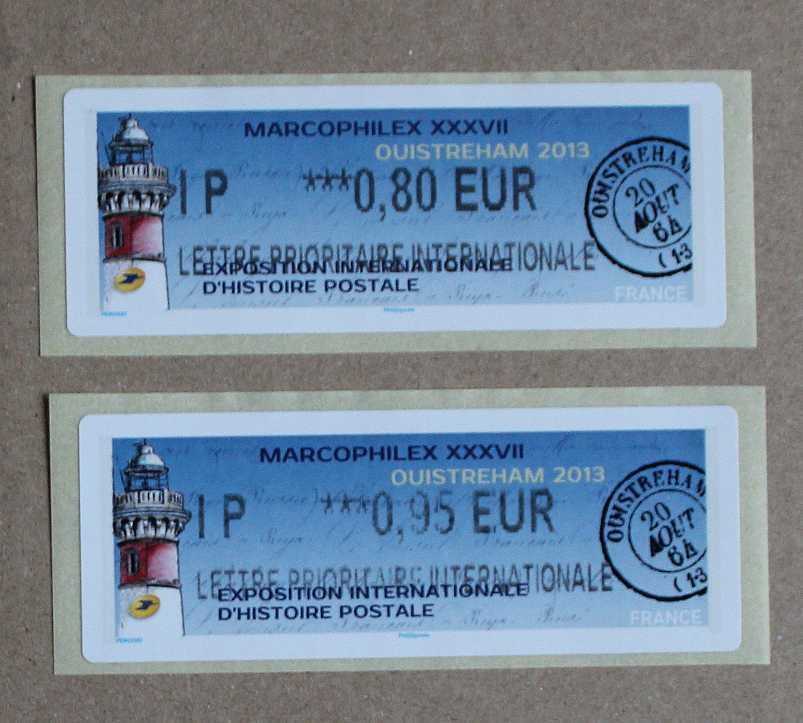 MARCOPHILEX XXXVII
OUISTREHAM 2013
IP ***0,80 EUR
LETTRE PRIORITAIRE INTERNATIONALE
EXPOSITION INTERNATIONALE
D'HISTOIRE POSTALE
FRANCE
OUISTREHAM
20
AOUT
64
(13
MARCOPHILEX XXXVII
OUISTREHAM 2013
IP ***0,95 EUR
LETTRE PRIORITAIRE INTERNATIONALE
EXPOSITION INTERNATIONALE
D'HISTOIRE POSTALE
FRANCE
OUISTREHAM
20
AOUT
64
(13